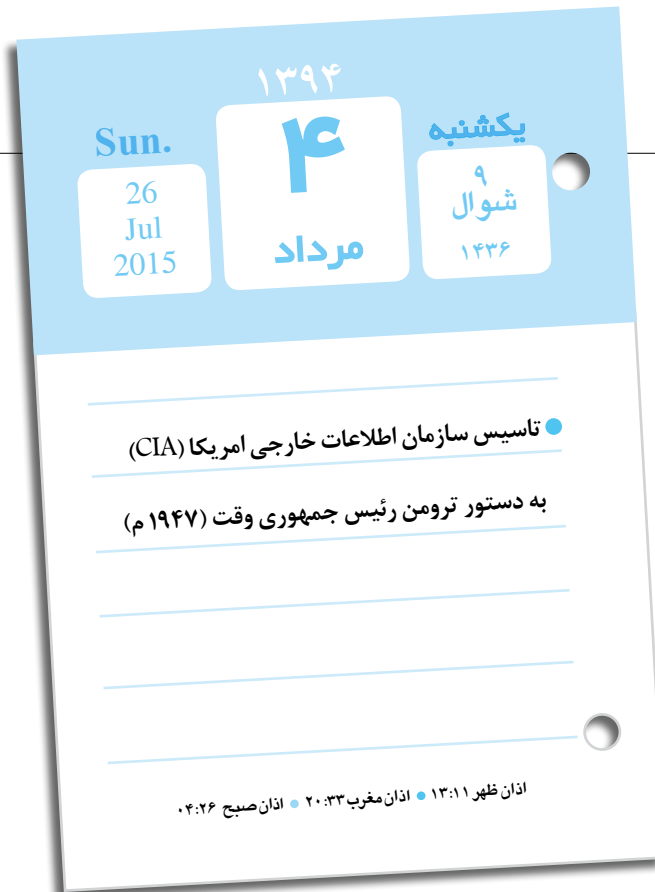 ۱۳۹۴
یکشنبه
۹
شوال
۱۴۳۶
۴
مرداد
Sun.
26
Jul
2015
تاسیس سازمان اطلاعات خارجی امریکا (CIA)
به دستور ترومن رئیس جمهوری وقت (۱۹۴۷ م)
اذان ظهر ۱۳:۱۱ ● اذان مغرب ۲۰:۳۳ ● اذان صبح ۰۴:۲۶